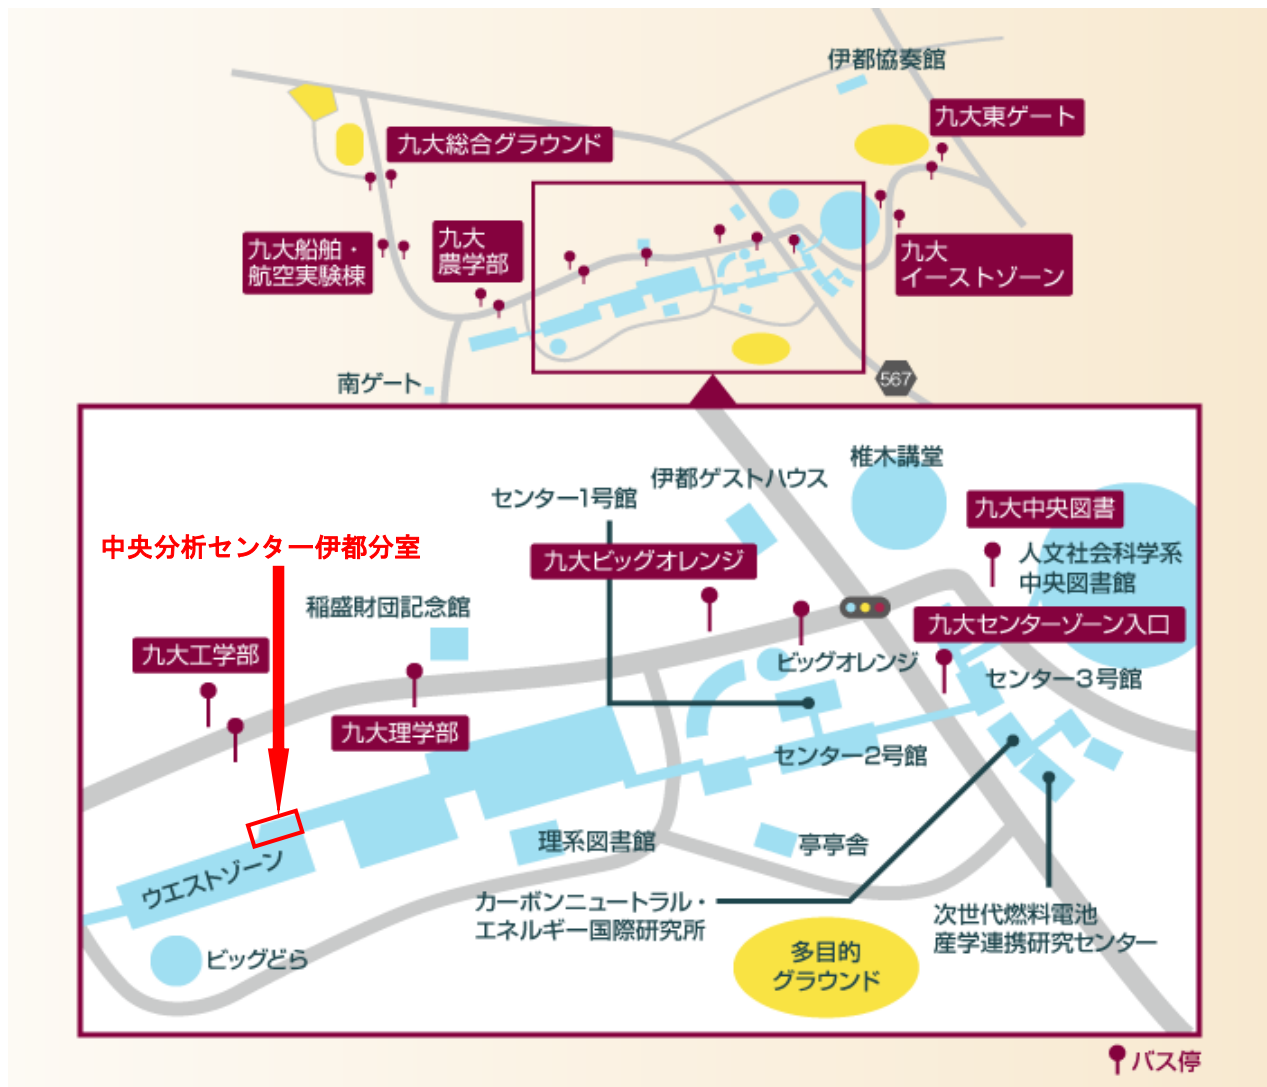 伊都協奏館
九大東ゲート
九大総合グラウンド
九大船舶・
航空実験棟
九大
農学部
九大
イーストゾーン
南ゲート
567
椎木講堂
伊都ゲストハウス
センター1号館
九大中央図書
中央分析センター伊都分室
九大ビッグオレンジ
人文社会科学系
中央図書館
稲盛財団記念館
九大センターゾーン入口
九大工学部
ビッグオレンジ
センター3号館
九大理学部
センター2号館
理系図書館
亭亭舎
ウエストゾーン
カーボンニュートラル・
エネルギー国際研究所
次世代燃料電池
産学連携研究センター
多目的
グラウンド
ビッグどら
バス停